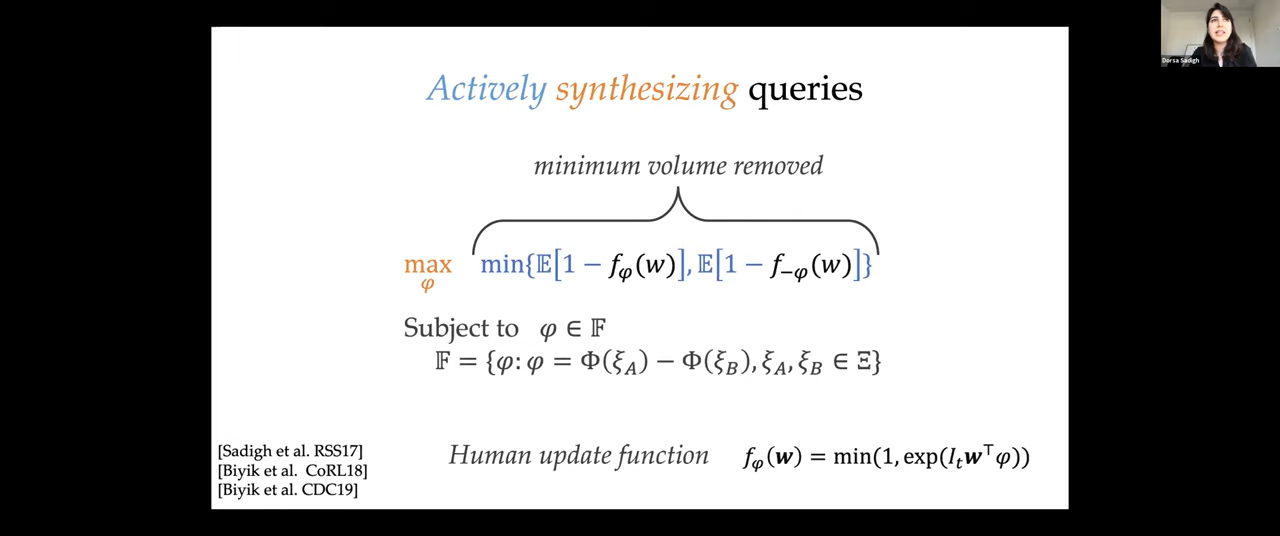 Actively synthesizing queries
minimum volume removed
max φ min{𝔼[1 − f_φ(w)], 𝔼[1 − f_−φ(w)]}
Subject to φ ∈ 𝔽
𝔽 = {φ: φ = Φ(ξ_A) − Φ(ξ_B), ξ_A, ξ_B ∈ Ξ}
Human update function f_φ(w) = min(1, exp(I_t w^⊤ φ))
[Sadigh et al. RSS17]
[Biyik et al. CoRL18]
[Biyik et al. CDC19]
Dorsa Sadigh